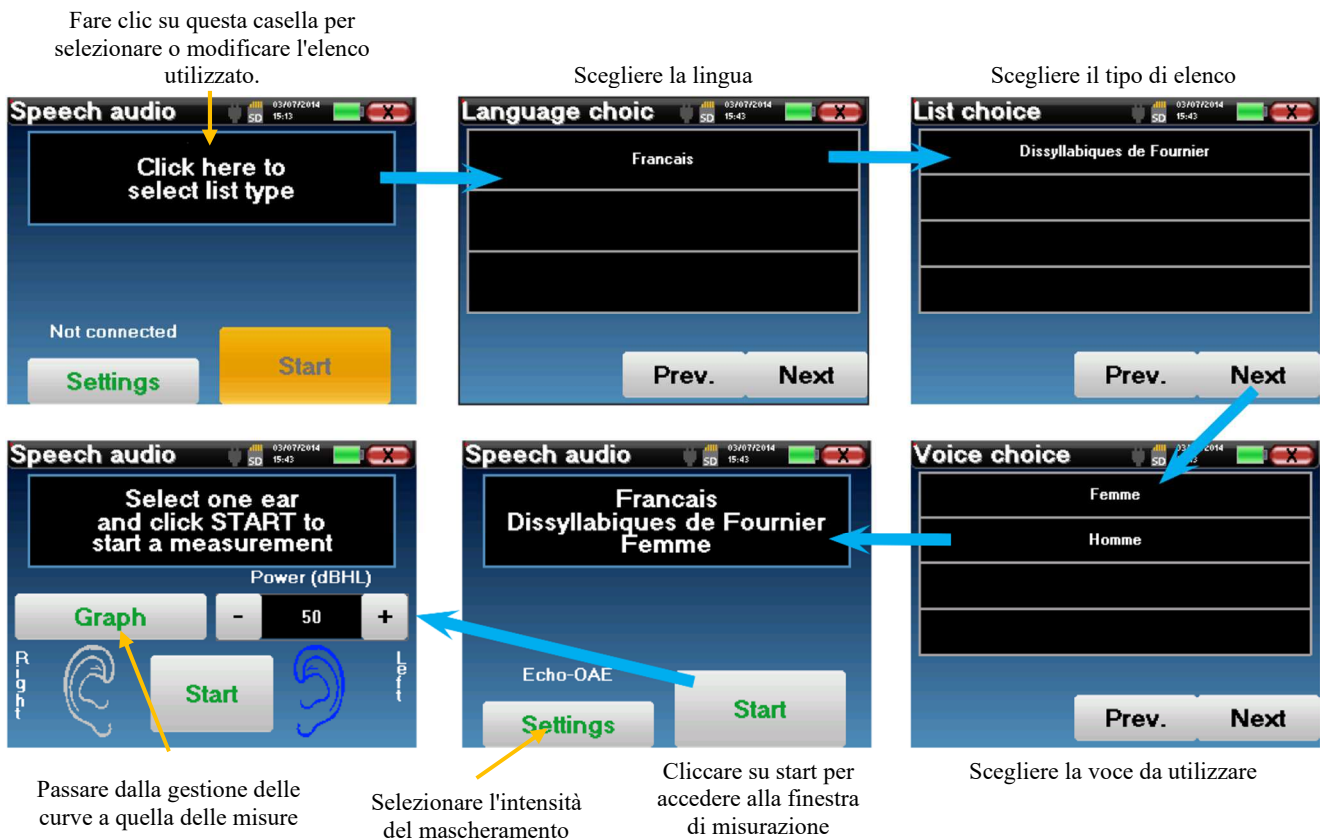 Fare clic su questa casella per
selezionare o modificare l'elenco
utilizzato.
Scegliere la lingua
Scegliere il tipo di elenco
Speech audio
SD
03/07/2014
15:13
X
Click here to
select list type
Not connected
Settings
Start
Language choic
SD
03/07/2014
15:43
X
Francais
Prev.
Next
List choice
SD
03/07/2014
15:43
X
Dissyllabiques de Fournier
Prev.
Next
Speech audio
SD
03/07/2014
15:43
X
Select one ear
and click START to
start a measurement
Power (dBHL)
Graph
-
50
+
Right
Start
Left
Speech audio
SD
03/07/2014
15:43
X
Francais
Dissyllabiques de Fournier
Femme
Echo-OAE
Settings
Start
Voice choice
SD
15:43
X
Femme
Homme
Prev.
Next
Passare dalla gestione delle
curve a quella delle misure
Selezionare l'intensità
del mascheramento
Cliccare su start per
accedere alla finestra
di misurazione
Scegliere la voce da utilizzare